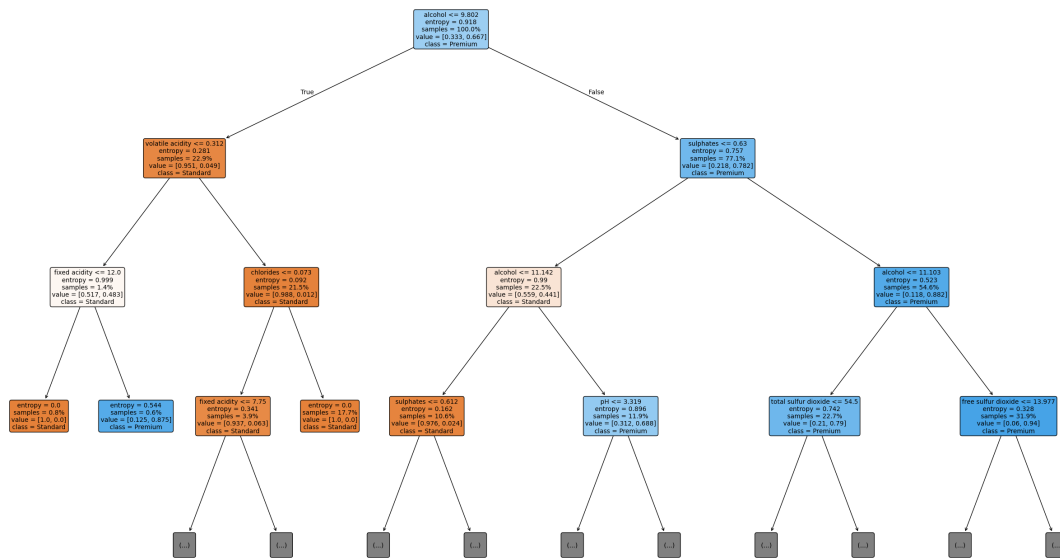 alcohol <= 9.802
entropy = 0.918
samples = 100.0%
value = [0.333, 0.667]
class = Premium
True
False
volatile acidity <= 0.312
entropy = 0.281
samples = 22.9%
value = [0.951, 0.049]
class = Standard
sulphates <= 0.63
entropy = 0.757
samples = 77.1%
value = [0.218, 0.782]
class = Premium
fixed acidity <= 12.0
entropy = 0.999
samples = 1.4%
value = [0.517, 0.483]
class = Standard
chlorides <= 0.073
entropy = 0.092
samples = 21.5%
value = [0.988, 0.012]
class = Standard
alcohol <= 11.142
entropy = 0.99
samples = 22.5%
value = [0.559, 0.441]
class = Standard
alcohol <= 11.103
entropy = 0.523
samples = 54.6%
value = [0.118, 0.882]
class = Premium
entropy = 0.0
samples = 0.8%
value = [1.0, 0.0]
class = Standard
entropy = 0.544
samples = 0.6%
value = [0.125, 0.875]
class = Premium
fixed acidity <= 7.75
entropy = 0.341
samples = 3.9%
value = [0.937, 0.063]
class = Standard
entropy = 0.0
samples = 17.7%
value = [1.0, 0.0]
class = Standard
sulphates <= 0.612
entropy = 0.162
samples = 10.6%
value = [0.976, 0.024]
class = Standard
pH <= 3.319
entropy = 0.896
samples = 11.9%
value = [0.312, 0.688]
class = Premium
total sulfur dioxide <= 54.5
entropy = 0.742
samples = 22.7%
value = [0.21, 0.79]
class = Premium
free sulfur dioxide <= 13.977
entropy = 0.328
samples = 31.9%
value = [0.06, 0.94]
class = Premium
(...)
(...)
(...)
(...)
(...)
(...)
(...)
(...)
(...)
(...)